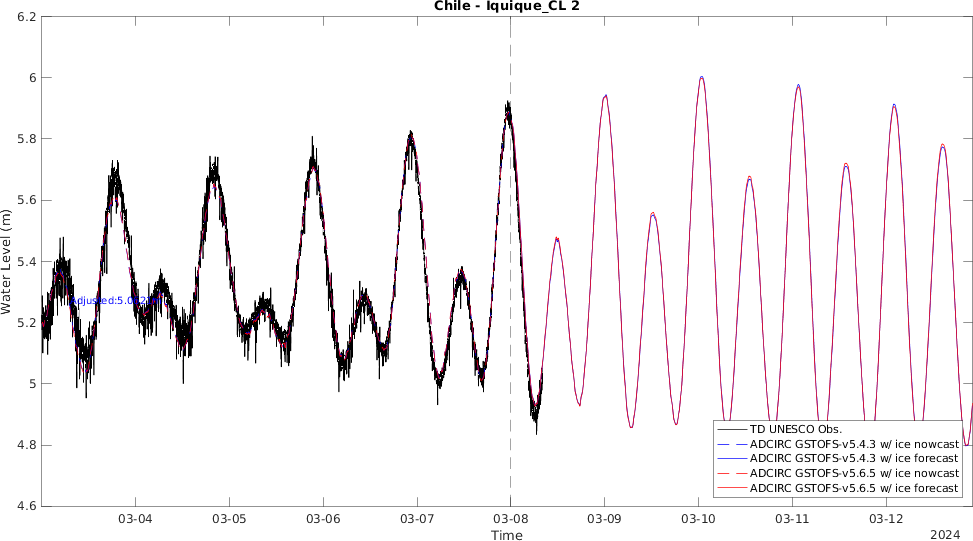 Chile - Iquique_CL 2
6.2
6
5.8
5.6
5.4
5.2
5
4.8
4.6
Water Level (m)
03-04
03-05
03-06
03-07
03-08
03-09
03-10
03-11
03-12
Time
2024
TD UNESCO Obs.
ADCIRC GSTOFS-v5.4.3 w/ ice nowcast
ADCIRC GSTOFS-v5.4.3 w/ ice forecast
ADCIRC GSTOFS-v5.6.5 w/ ice nowcast
ADCIRC GSTOFS-v5.6.5 w/ ice forecast